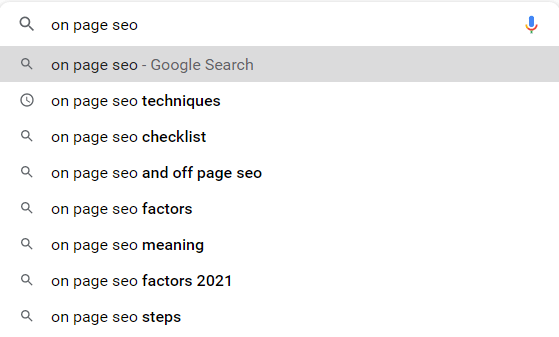 on page seo
on page seo - Google Search
on page seo techniques
on page seo checklist
on page seo and off page seo
on page seo factors
on page seo meaning
on page seo factors 2021
on page seo steps